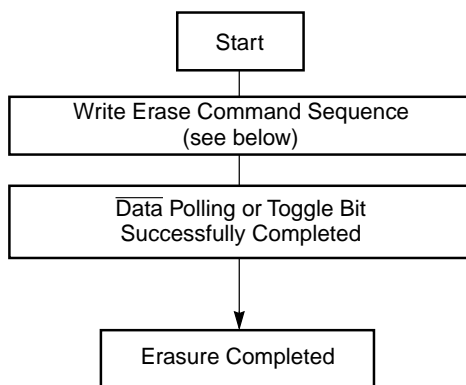 Start
Write Erase Command Sequence
(see below)
Data Polling or Toggle Bit
Successfully Completed
Erasure Completed